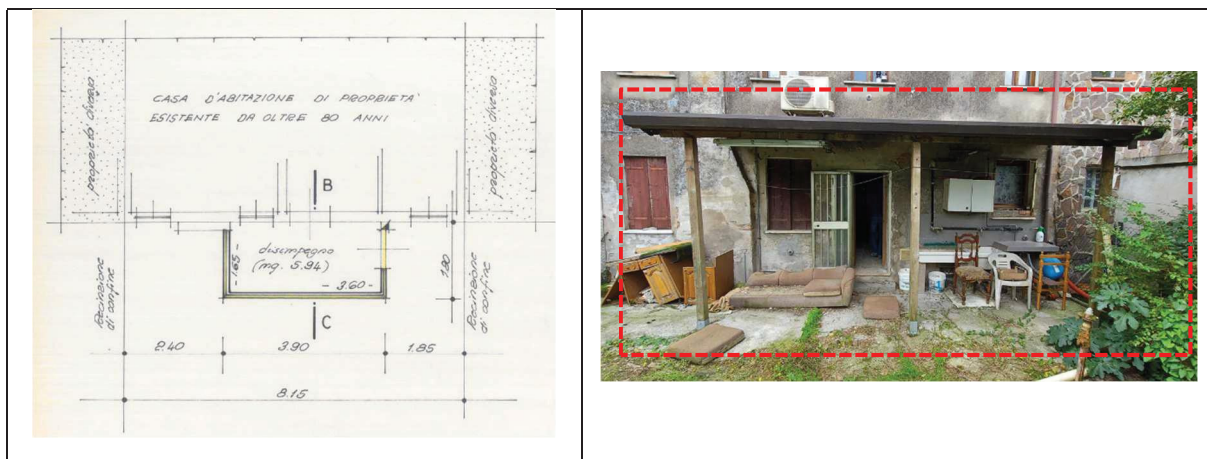 proprietà diversa
CASA D'ABITAZIONE DI PROPRIETA'
ESISTENTE DA OLTRE 80 ANNI
proprietà diversa
B
disimpegno
(mq. 5.94)
1.65
- 3.60 -
1.80
recinzione
di confine
recinzione
di confine
C
2.40
3.90
1.85
8.15